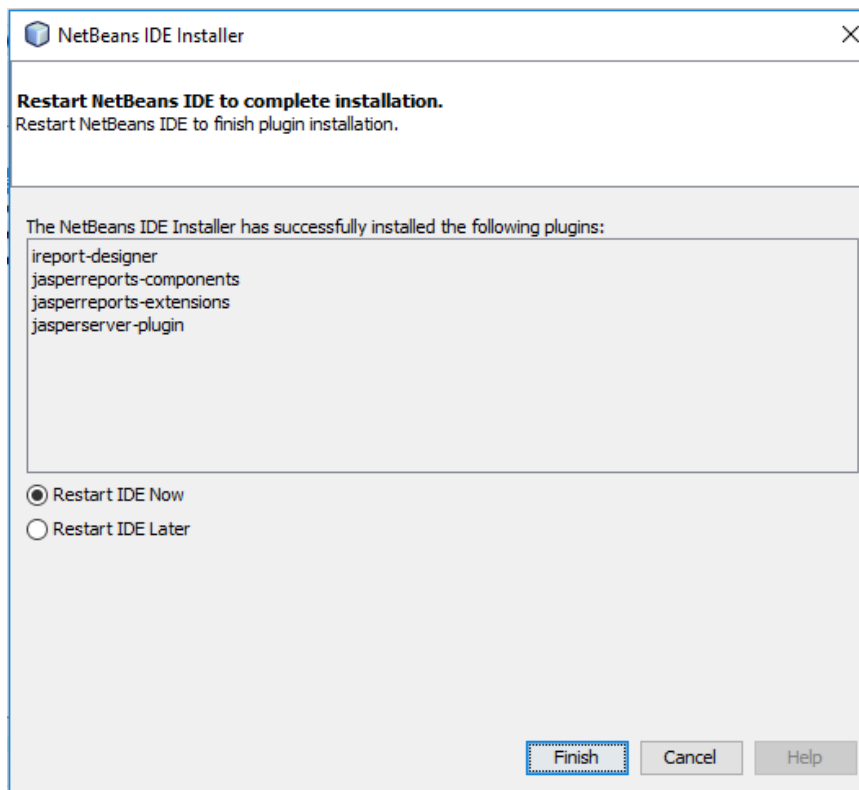 NetBeans IDE Installer
Restart NetBeans IDE to complete installation.
Restart NetBeans IDE to finish plugin installation.
The NetBeans IDE Installer has successfully installed the following plugins:
ireport-designer
jasperreports-components
jasperreports-extensions
jasperserver-plugin
Restart IDE Now
Restart IDE Later
Finish Cancel Help